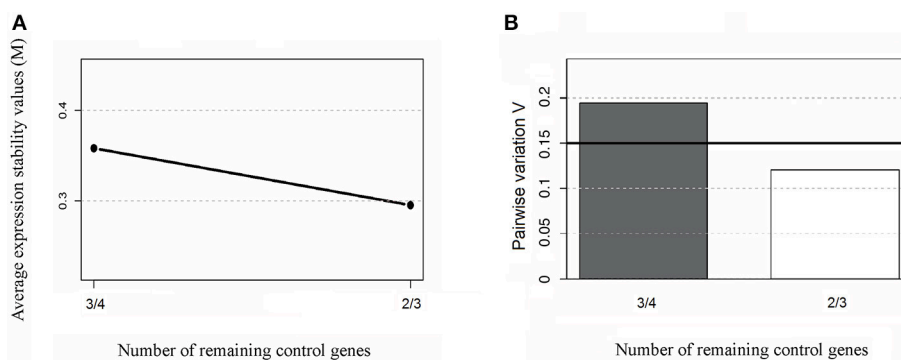 A
Average expression stability values (M)
0.4
0.3
3/4
2/3
Number of remaining control genes
B
Pairwise variation V
0.2
0.15
0.1
0.05
0
3/4
2/3
Number of remaining control genes